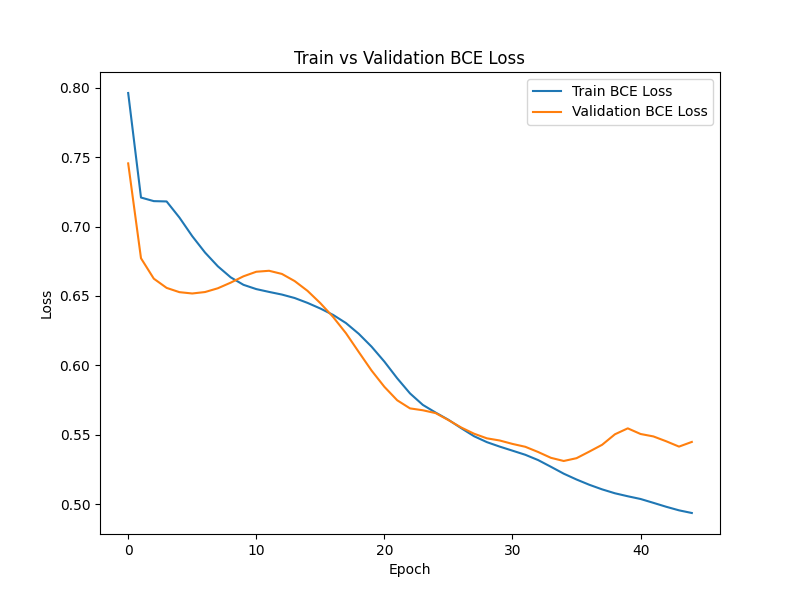 Train vs Validation BCE Loss
Train BCE Loss
Validation BCE Loss
0.80
0.75
0.70
0.65
0.60
0.55
0.50
Loss
0 10 20 30 40
Epoch